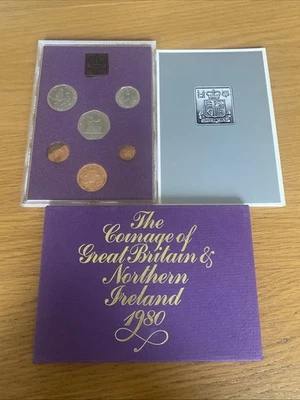 The
Coinage of
Great Britain &
Northern
Ireland
1980